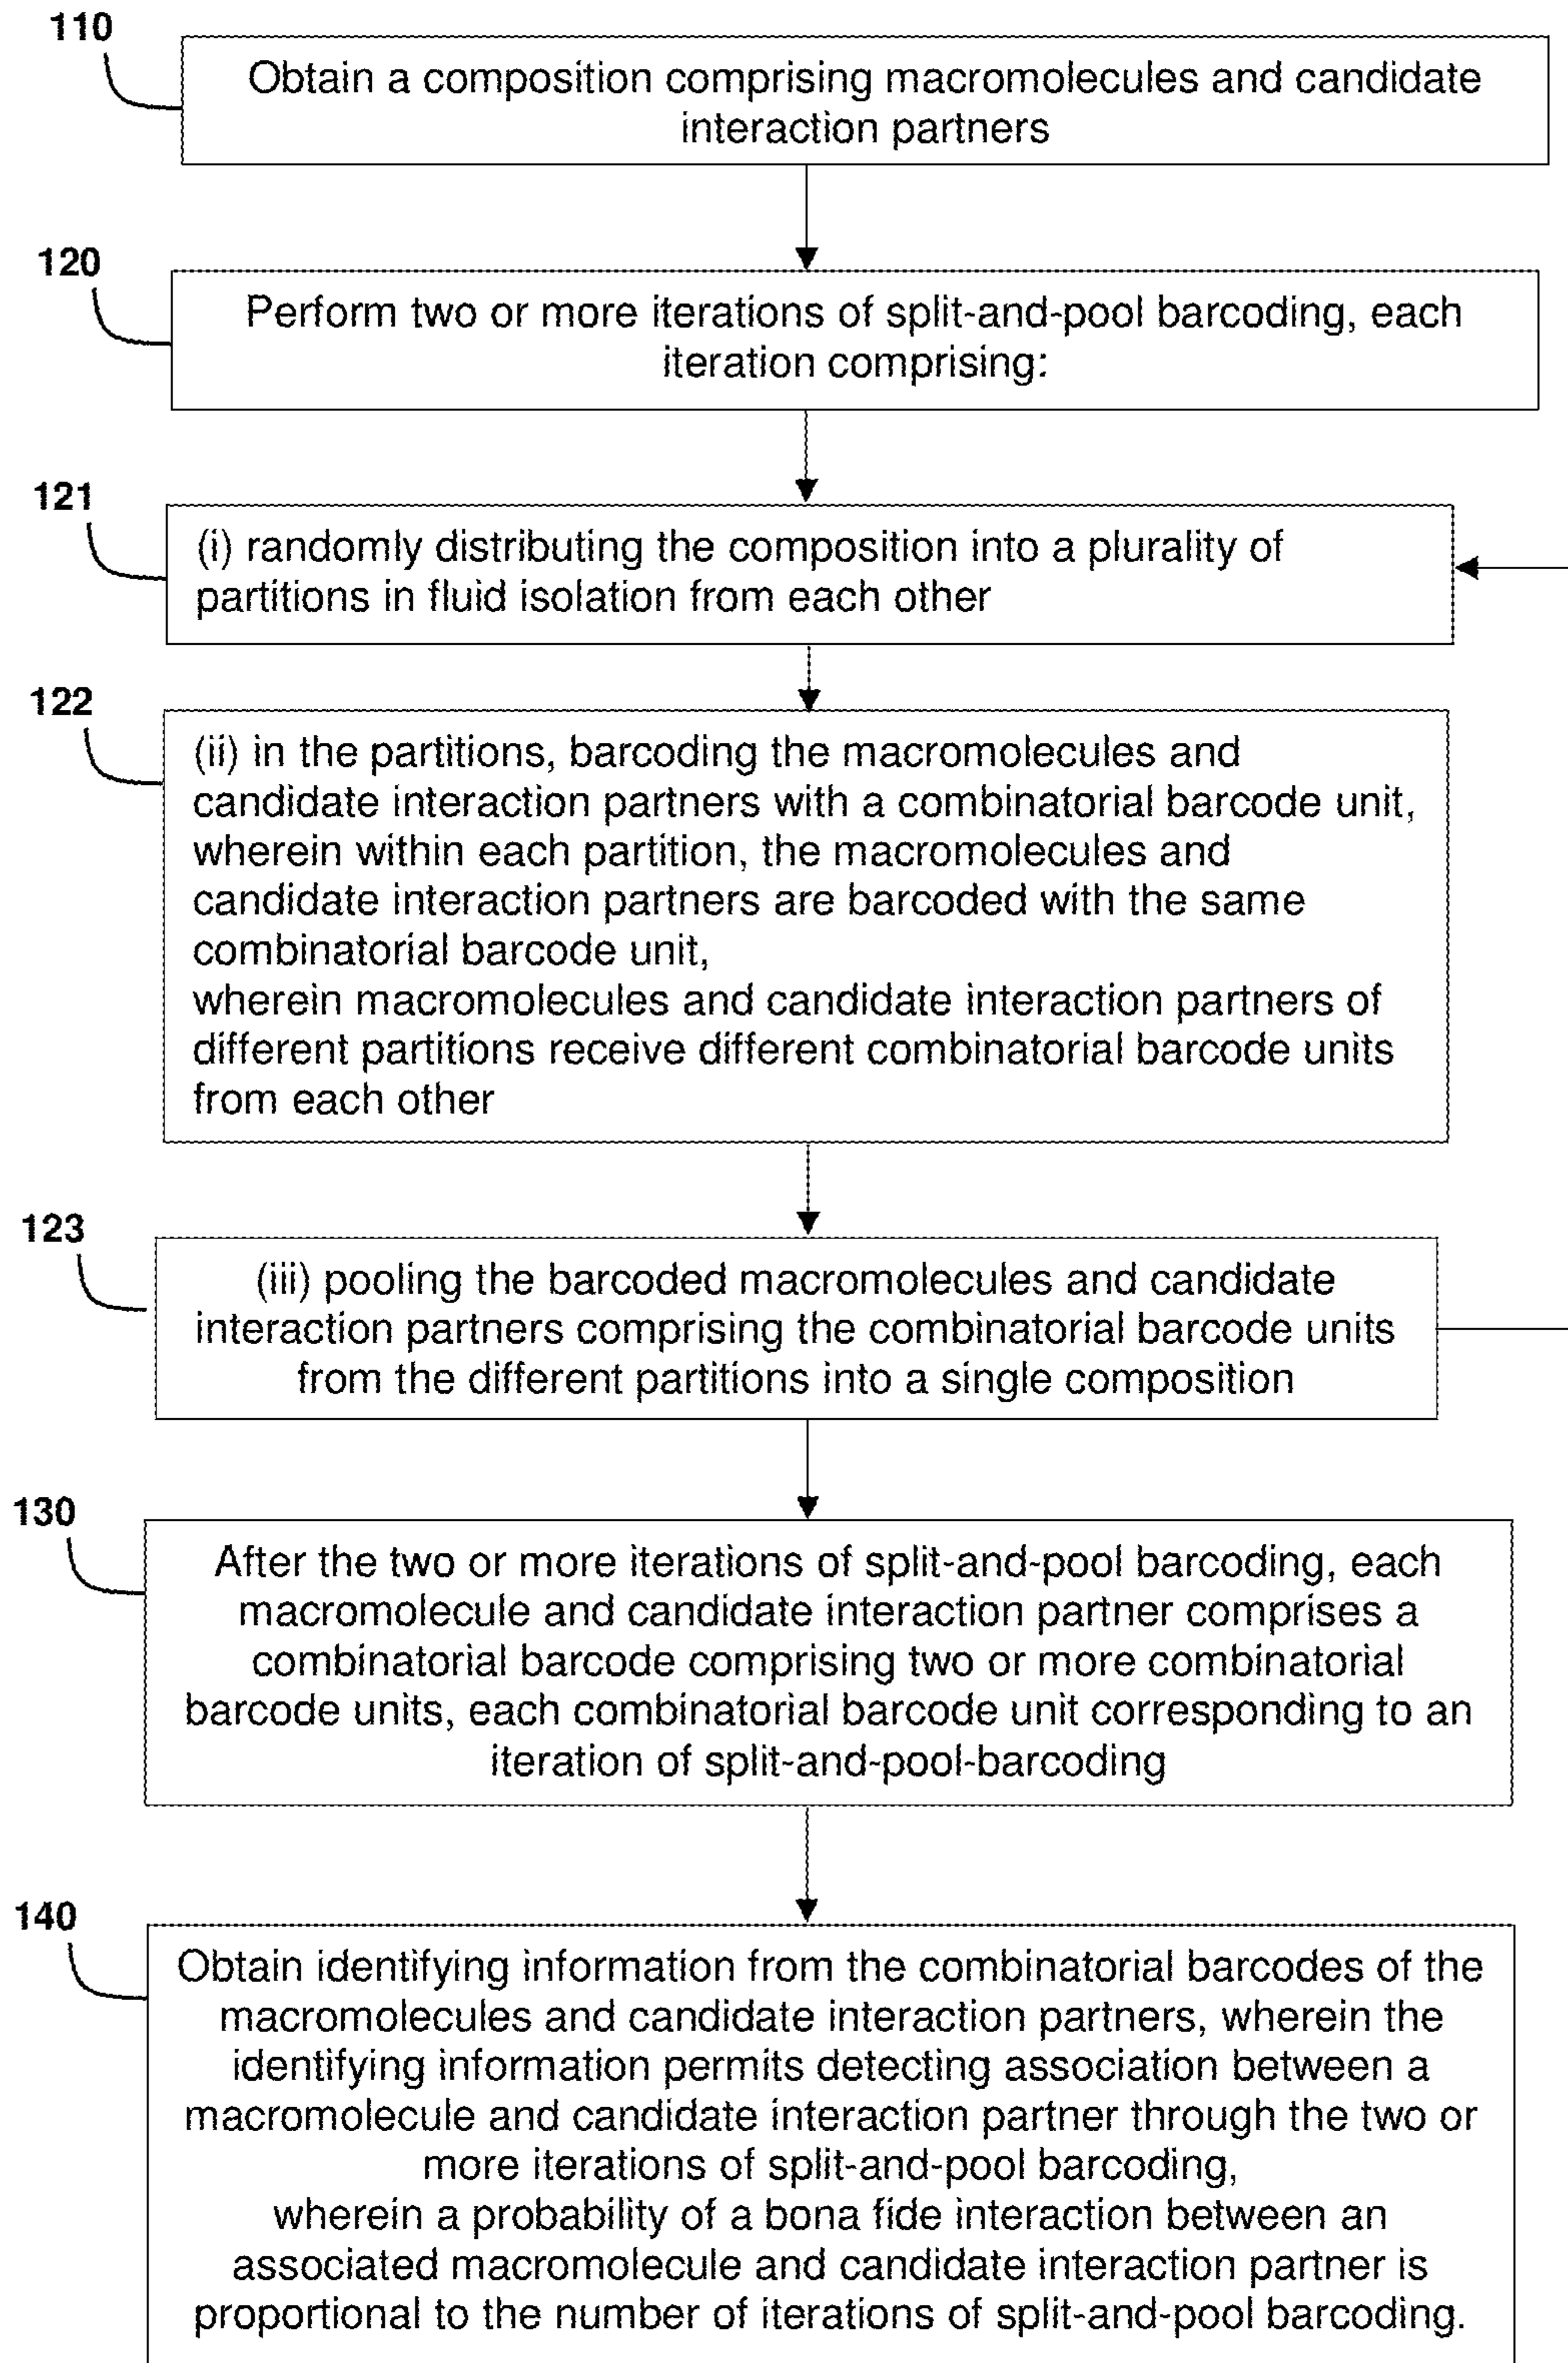 110
Obtain a composition comprising macromolecules and candidate
interaction partners
120
Perform two or more iterations of split-and-pool barcoding, each
iteration comprising:
121
(i) randomly distributing the composition into a plurality of
partitions in fluid isolation from each other
122
(ii) in the partitions, barcoding the macromolecules and
candidate interaction partners with a combinatorial barcode unit,
wherein within each partition, the macromolecules and
candidate interaction partners are barcoded with the same
combinatorial barcode unit,
wherein macromolecules and candidate interaction partners of
different partitions receive different combinatorial barcode units
from each other
123
(iii) pooling the barcoded macromolecules and candidate
interaction partners comprising the combinatorial barcode units
from the different partitions into a single composition
130
After the two or more iterations of split-and-pool barcoding, each
macromolecule and candidate interaction partner comprises a
combinatorial barcode comprising two or more combinatorial
barcode units, each combinatorial barcode unit corresponding to an
iteration of split-and-pool-barcoding
140
Obtain identifying information from the combinatorial barcodes of the
macromolecules and candidate interaction partners, wherein the
identifying information permits detecting association between a
macromolecule and candidate interaction partner through the two or
more iterations of split-and-pool barcoding,
wherein a probability of a bona fide interaction between an
associated macromolecule and candidate interaction partner is
proportional to the number of iterations of split-and-pool barcoding.